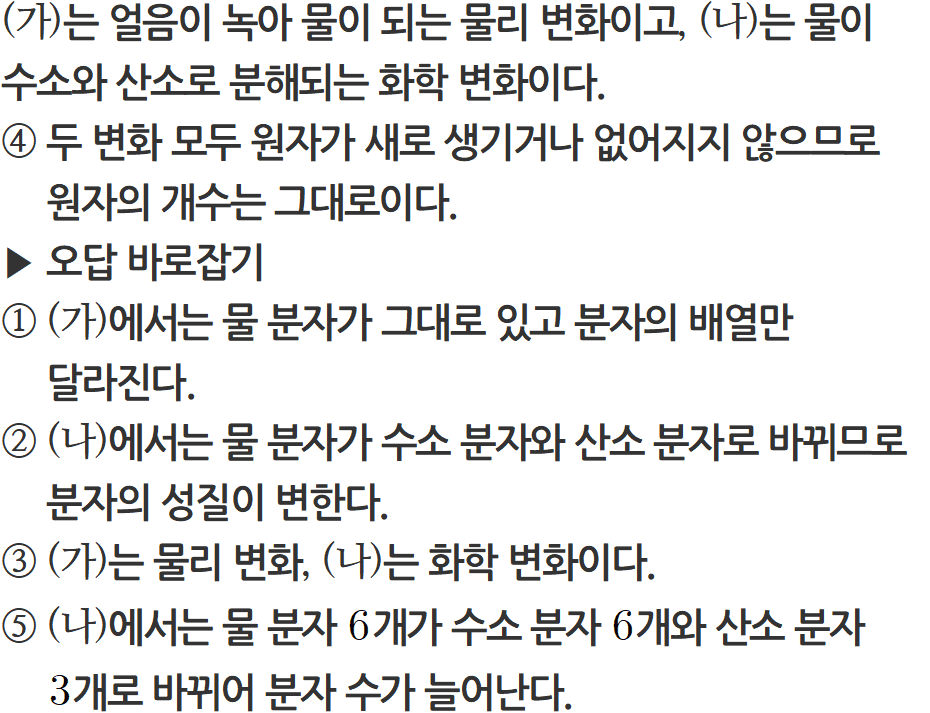 (가)는 얼음이 녹아 물이 되는 물리 변화이고, (나)는 물이
수소와 산소로 분해되는 화학 변화이다.
④ 두 변화 모두 원자가 새로 생기거나 없어지지 않으므로
원자의 개수는 그대로이다.
▶ 오답 바로잡기
① (가)에서는 물 분자가 그대로 있고 분자의 배열만
달라진다.
② (나)에서는 물 분자가 수소 분자와 산소 분자로 바뀌므로
분자의 성질이 변한다.
③ (가)는 물리 변화, (나)는 화학 변화이다.
⑤ (나)에서는 물 분자 6개가 수소 분자 6개와 산소 분자
3개로 바뀌어 분자 수가 늘어난다.